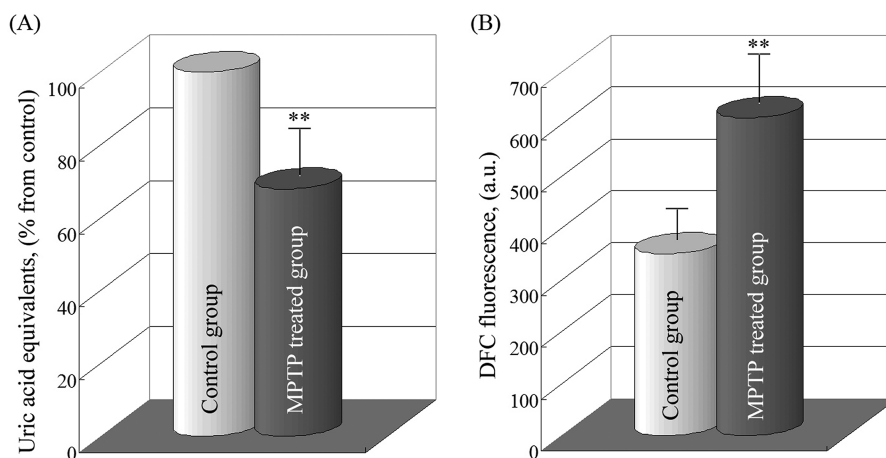 (A)
Uric acid equivalents, (% from control)
100
80
60
40
20
0
Control group
MPTP treated group
**
(B)
DFC fluorescence, (a.u.)
700
600
500
400
300
200
100
0
Control group
MPTP treated group
**